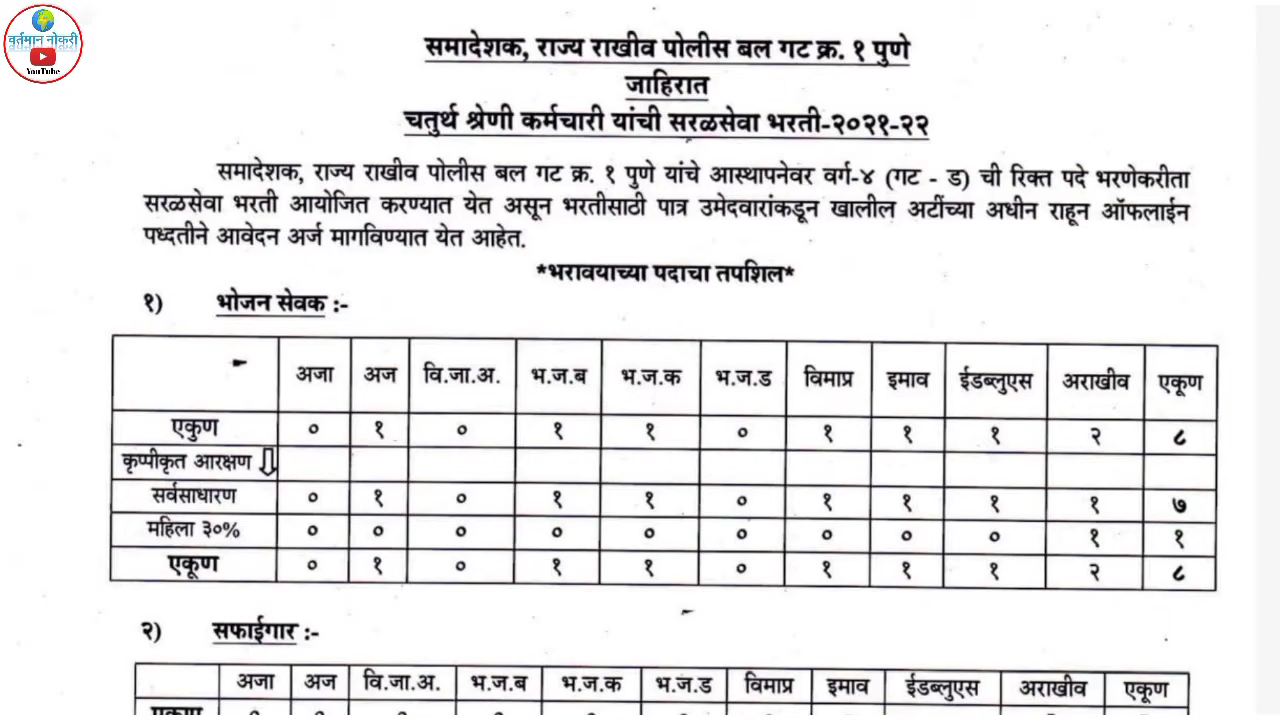 वर्तमान नोकरी
YouTube
समादेशक, राज्य राखीव पोलीस बल गट क्र. १ पुणे
जाहिरात
चतुर्थ श्रेणी कर्मचारी यांची सरळसेवा भरती-२०२१-२२
समादेशक, राज्य राखीव पोलीस बल गट क्र. १ पुणे यांचे आस्थापनेवर वर्ग-४ (गट - ड) ची रिक्त पदे भरणेकरीता
सरळसेवा भरती आयोजित करण्यात येत असून भरतीसाठी पात्र उमेदवारांकडून खालील अटींच्या अधीन राहून ऑफलाईन
पध्दतीने आवेदन अर्ज मागविण्यात येत आहेत.
*भरावयाच्या पदाचा तपशिल*
१) भोजन सेवक :-
अजा अज वि.जा.अ. भ.ज.ब भ.ज.क भ.ज.ड विमाप्र इमाव ईडब्लुएस अराखीव एकूण
एकुण ० १ ० १ १ ० १ १ १ २ ८
कृप्पीकृत आरक्षण
सर्वसाधारण ० १ ० १ १ ० १ १ १ १ ७
महिला ३०% ० ० ० ० ० ० ० ० ० १ १
एकूण ० १ ० १ १ ० १ १ १ २ ८
२) सफाईगार :-
अजा अज वि.जा.अ. भ.ज.ब भ.ज.क भ.ज.ड विमाप्र इमाव ईडब्लुएस अराखीव एकूण